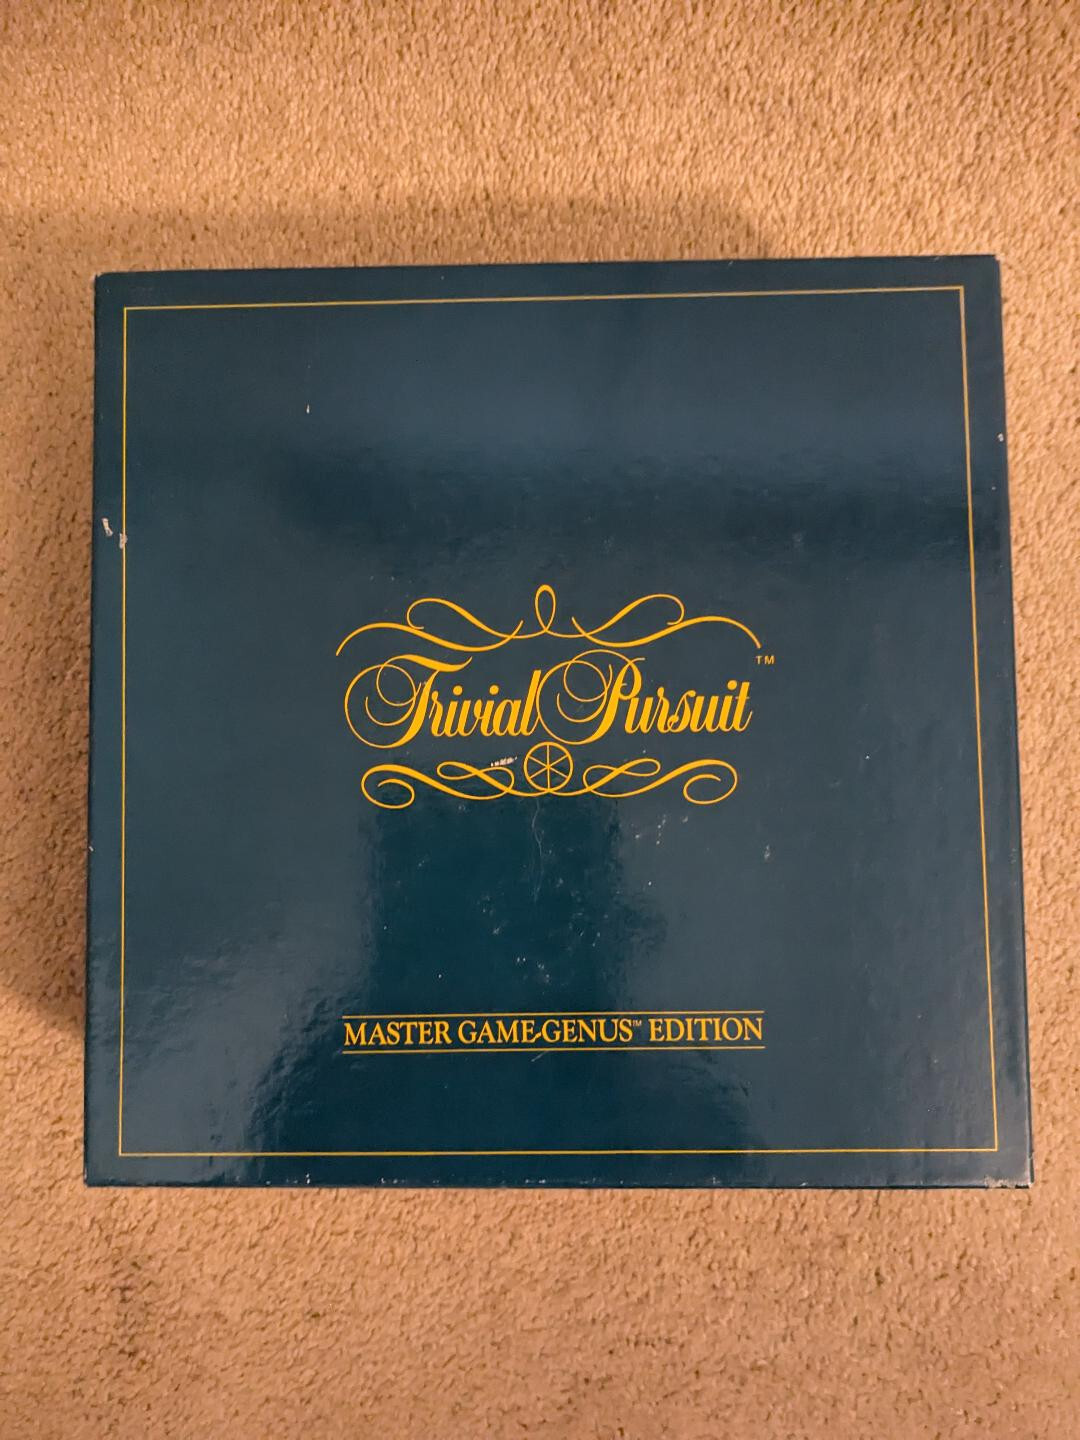 Trivial Pursuit™
MASTER GAME-GENUS™ EDITION